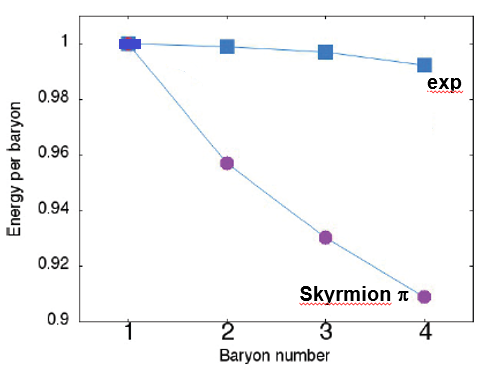 1
0.98
0.96
0.94
0.92
0.9
Energy per baryon
exp
Skyrmion π
1 2 3 4
Baryon number